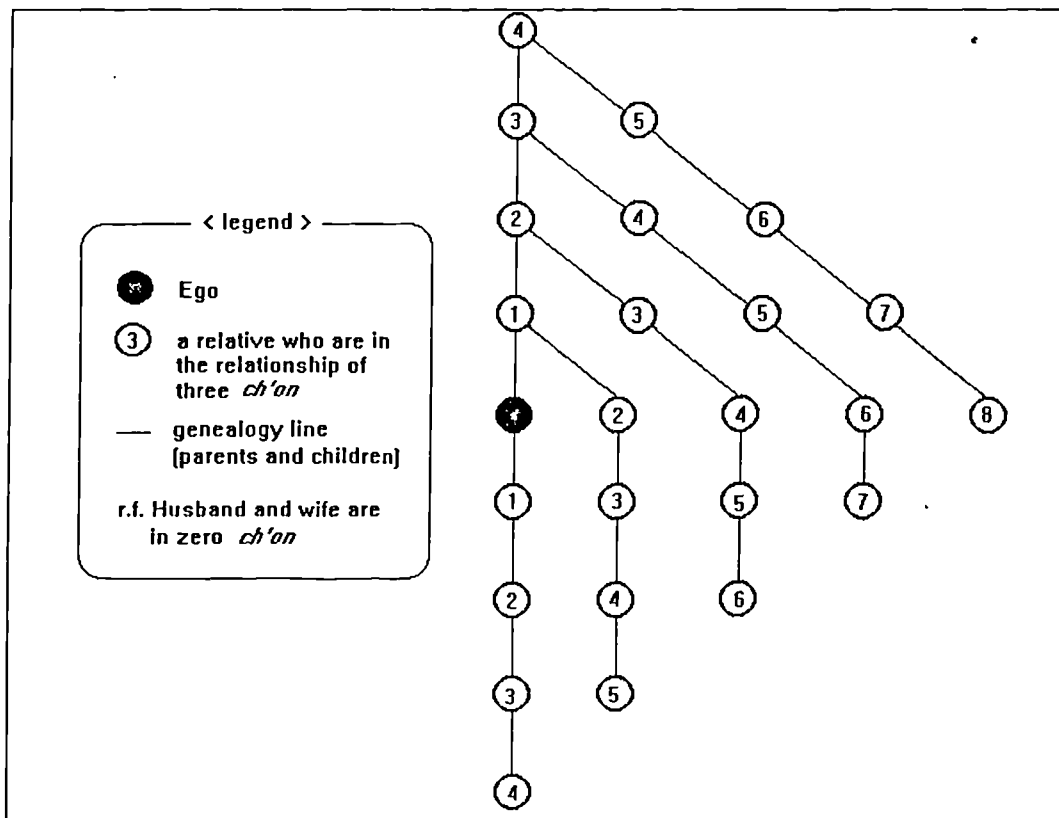 4
3 5
< legend >
2 4 6
Ego
1 3 5 7
3 a relative who are in
the relationship of
three ch'on
2 4 6 8
genealogy line
(parents and children)
1 3 5 7
r.f. Husband and wife are
in zero ch'on
2 4 6
3 5
4